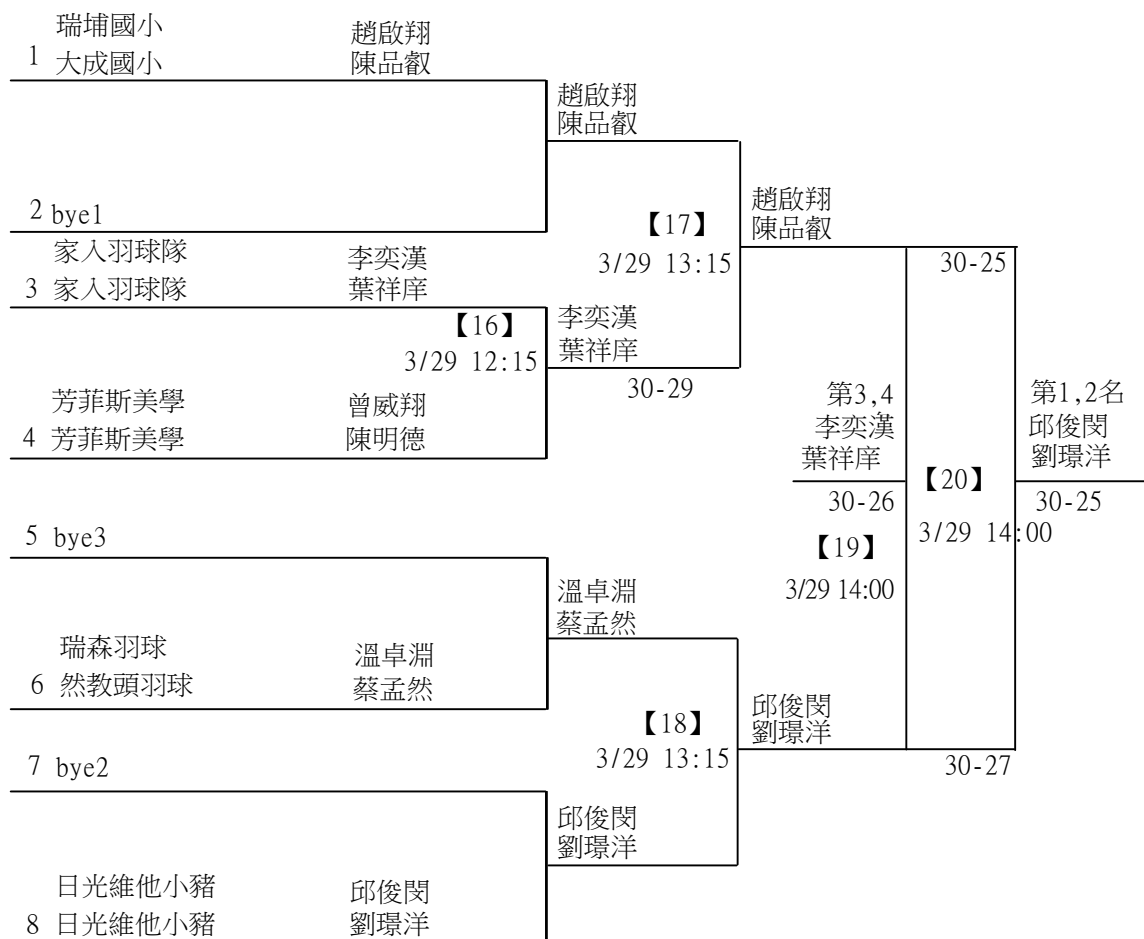 瑞埔國小 趙啟翔
1 大成國小 陳品叡
趙啟翔
陳品叡
2 bye1
趙啟翔
陳品叡
【17】
3/29 13:15
30-25
家人羽球隊 李奕漢
3 家人羽球隊 葉祥庠
【16】
3/29 12:15
李奕漢
葉祥庠
30-29
芳菲斯美學 曾威翔
4 芳菲斯美學 陳明德
第3,4
李奕漢
葉祥庠
30-26
【19】
3/29 14:00
【20】
3/29 14:00
第1,2名
邱俊閔
劉璟洋
30-25
5 bye3
溫卓淵
蔡孟然
瑞森羽球 溫卓淵
6 然教頭羽球 蔡孟然
【18】
3/29 13:15
邱俊閔
劉璟洋
30-27
7 bye2
邱俊閔
劉璟洋
日光維他小豬 邱俊閔
8 日光維他小豬 劉璟洋